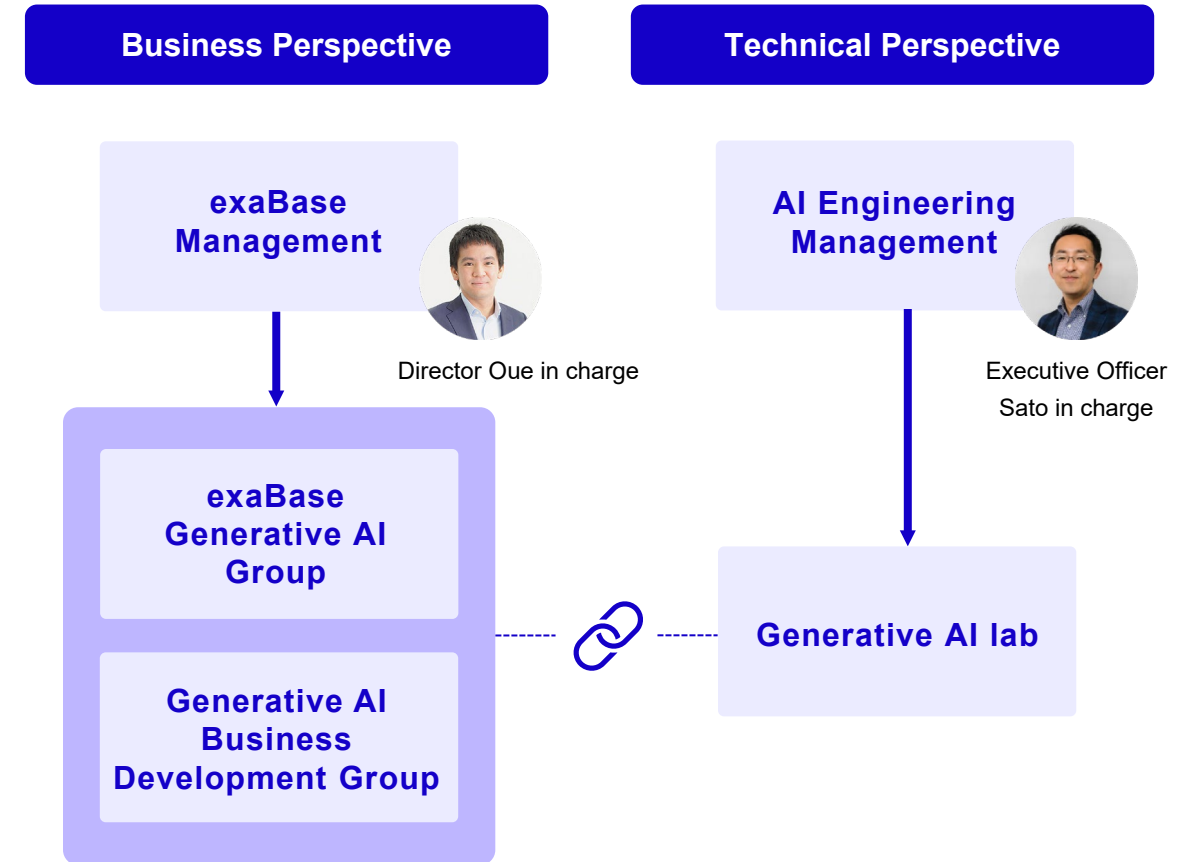 Business Perspective
Technical Perspective
exaBase
Management
Director Oue in charge
AI Engineering
Management
Executive Officer
Sato in charge
exaBase
Generative AI
Group
Generative AI
Business
Development Group
Generative AI lab